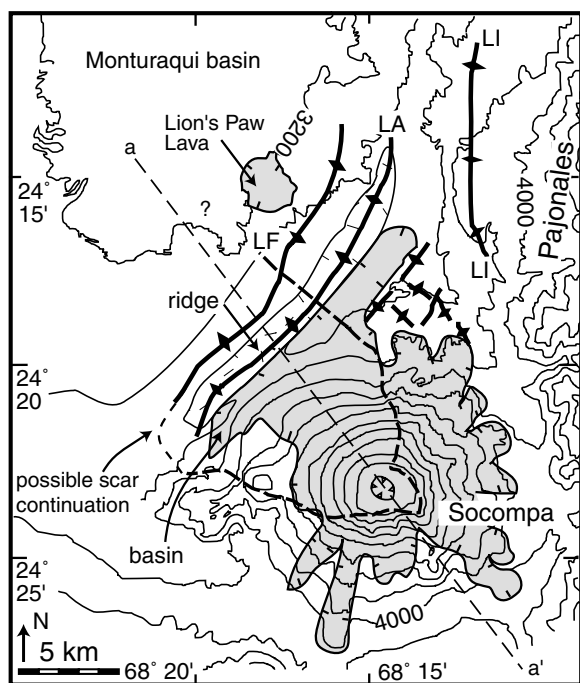 LI
Monturaqui basin
3200
LA
Lion's Paw
Lava
a
4000
Pajonales
24°
15'
?
LF
LI
ridge
24°
20
possible scar
continuation
Socompa
basin
24°
25'
N
4000
5 km
a'
68° 20'
68° 15'